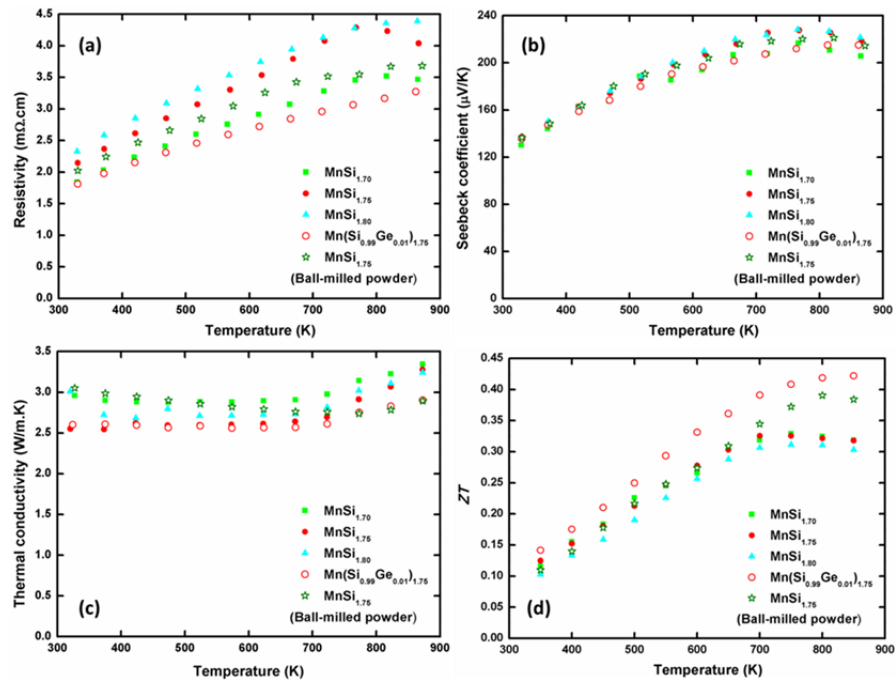 (a)
Resistivity (mΩ.cm)
4.5
4.0
3.5
3.0
2.5
2.0
1.5
1.0
0.5
0.0
MnSi1.70
MnSi1.75
MnSi1.80
Mn(Si0.99Ge0.01)1.75
MnSi1.75
(Ball-milled powder)
300 400 500 600 700 800 900
Temperature (K)
(b)
Seebeck coefficient (µV/K)
240
200
160
120
80
40
0
MnSi1.70
MnSi1.75
MnSi1.80
Mn(Si0.99Ge0.01)1.75
MnSi1.75
(Ball-milled powder)
300 400 500 600 700 800 900
Temperature (K)
Thermal conductivity (W/m.K)
3.5
3.0
2.5
2.0
1.5
1.0
0.5
0.0
MnSi1.70
MnSi1.75
MnSi1.80
Mn(Si0.99Ge0.01)1.75
MnSi1.75
(c)
(Ball-milled powder)
300 400 500 600 700 800 900
Temperature (K)
ZT
0.45
0.40
0.35
0.30
0.25
0.20
0.15
0.10
0.05
0.00
MnSi1.70
MnSi1.75
MnSi1.80
Mn(Si0.99Ge0.01)1.75
MnSi1.75
(d)
(Ball-milled powder)
300 400 500 600 700 800 900
Temperature (K)